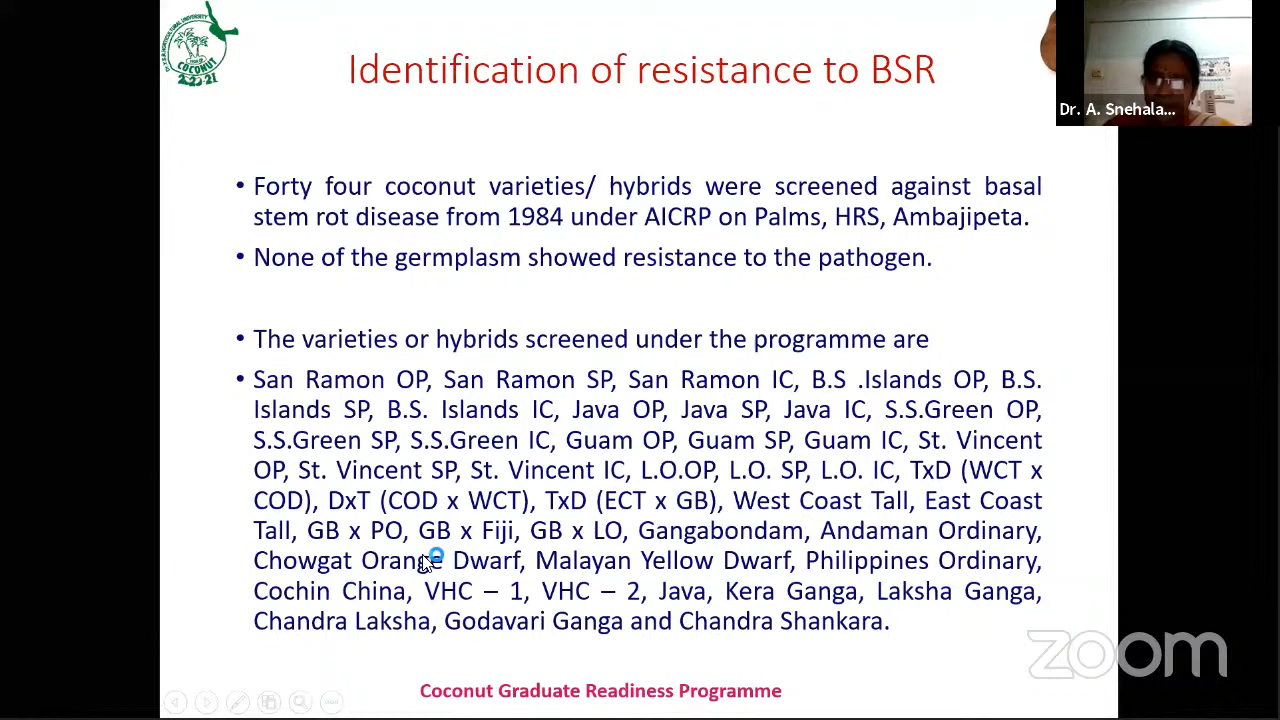 COCONUT
2.23-21
Identification of resistance to BSR
Dr. A. Snehala...
• Forty four coconut varieties/ hybrids were screened against basal
stem rot disease from 1984 under AICRP on Palms, HRS, Ambajipeta.
• None of the germplasm showed resistance to the pathogen.
• The varieties or hybrids screened under the programme are
• San Ramon OP, San Ramon SP, San Ramon IC, B.S .Islands OP, B.S.
Islands SP, B.S. Islands IC, Java OP, Java SP, Java IC, S.S.Green OP,
S.S.Green SP, S.S.Green IC, Guam OP, Guam SP, Guam IC, St. Vincent
OP, St. Vincent SP, St. Vincent IC, L.O.OP, L.O. SP, L.O. IC, TxD (WCT x
COD), DxT (COD x WCT), TxD (ECT x GB), West Coast Tall, East Coast
Tall, GB x PO, GB x Fiji, GB x LO, Gangabondam, Andaman Ordinary,
Chowgat Orange Dwarf, Malayan Yellow Dwarf, Philippines Ordinary,
Cochin China, VHC – 1, VHC – 2, Java, Kera Ganga, Laksha Ganga,
Chandra Laksha, Godavari Ganga and Chandra Shankara.
zoom
Coconut Graduate Readiness Programme